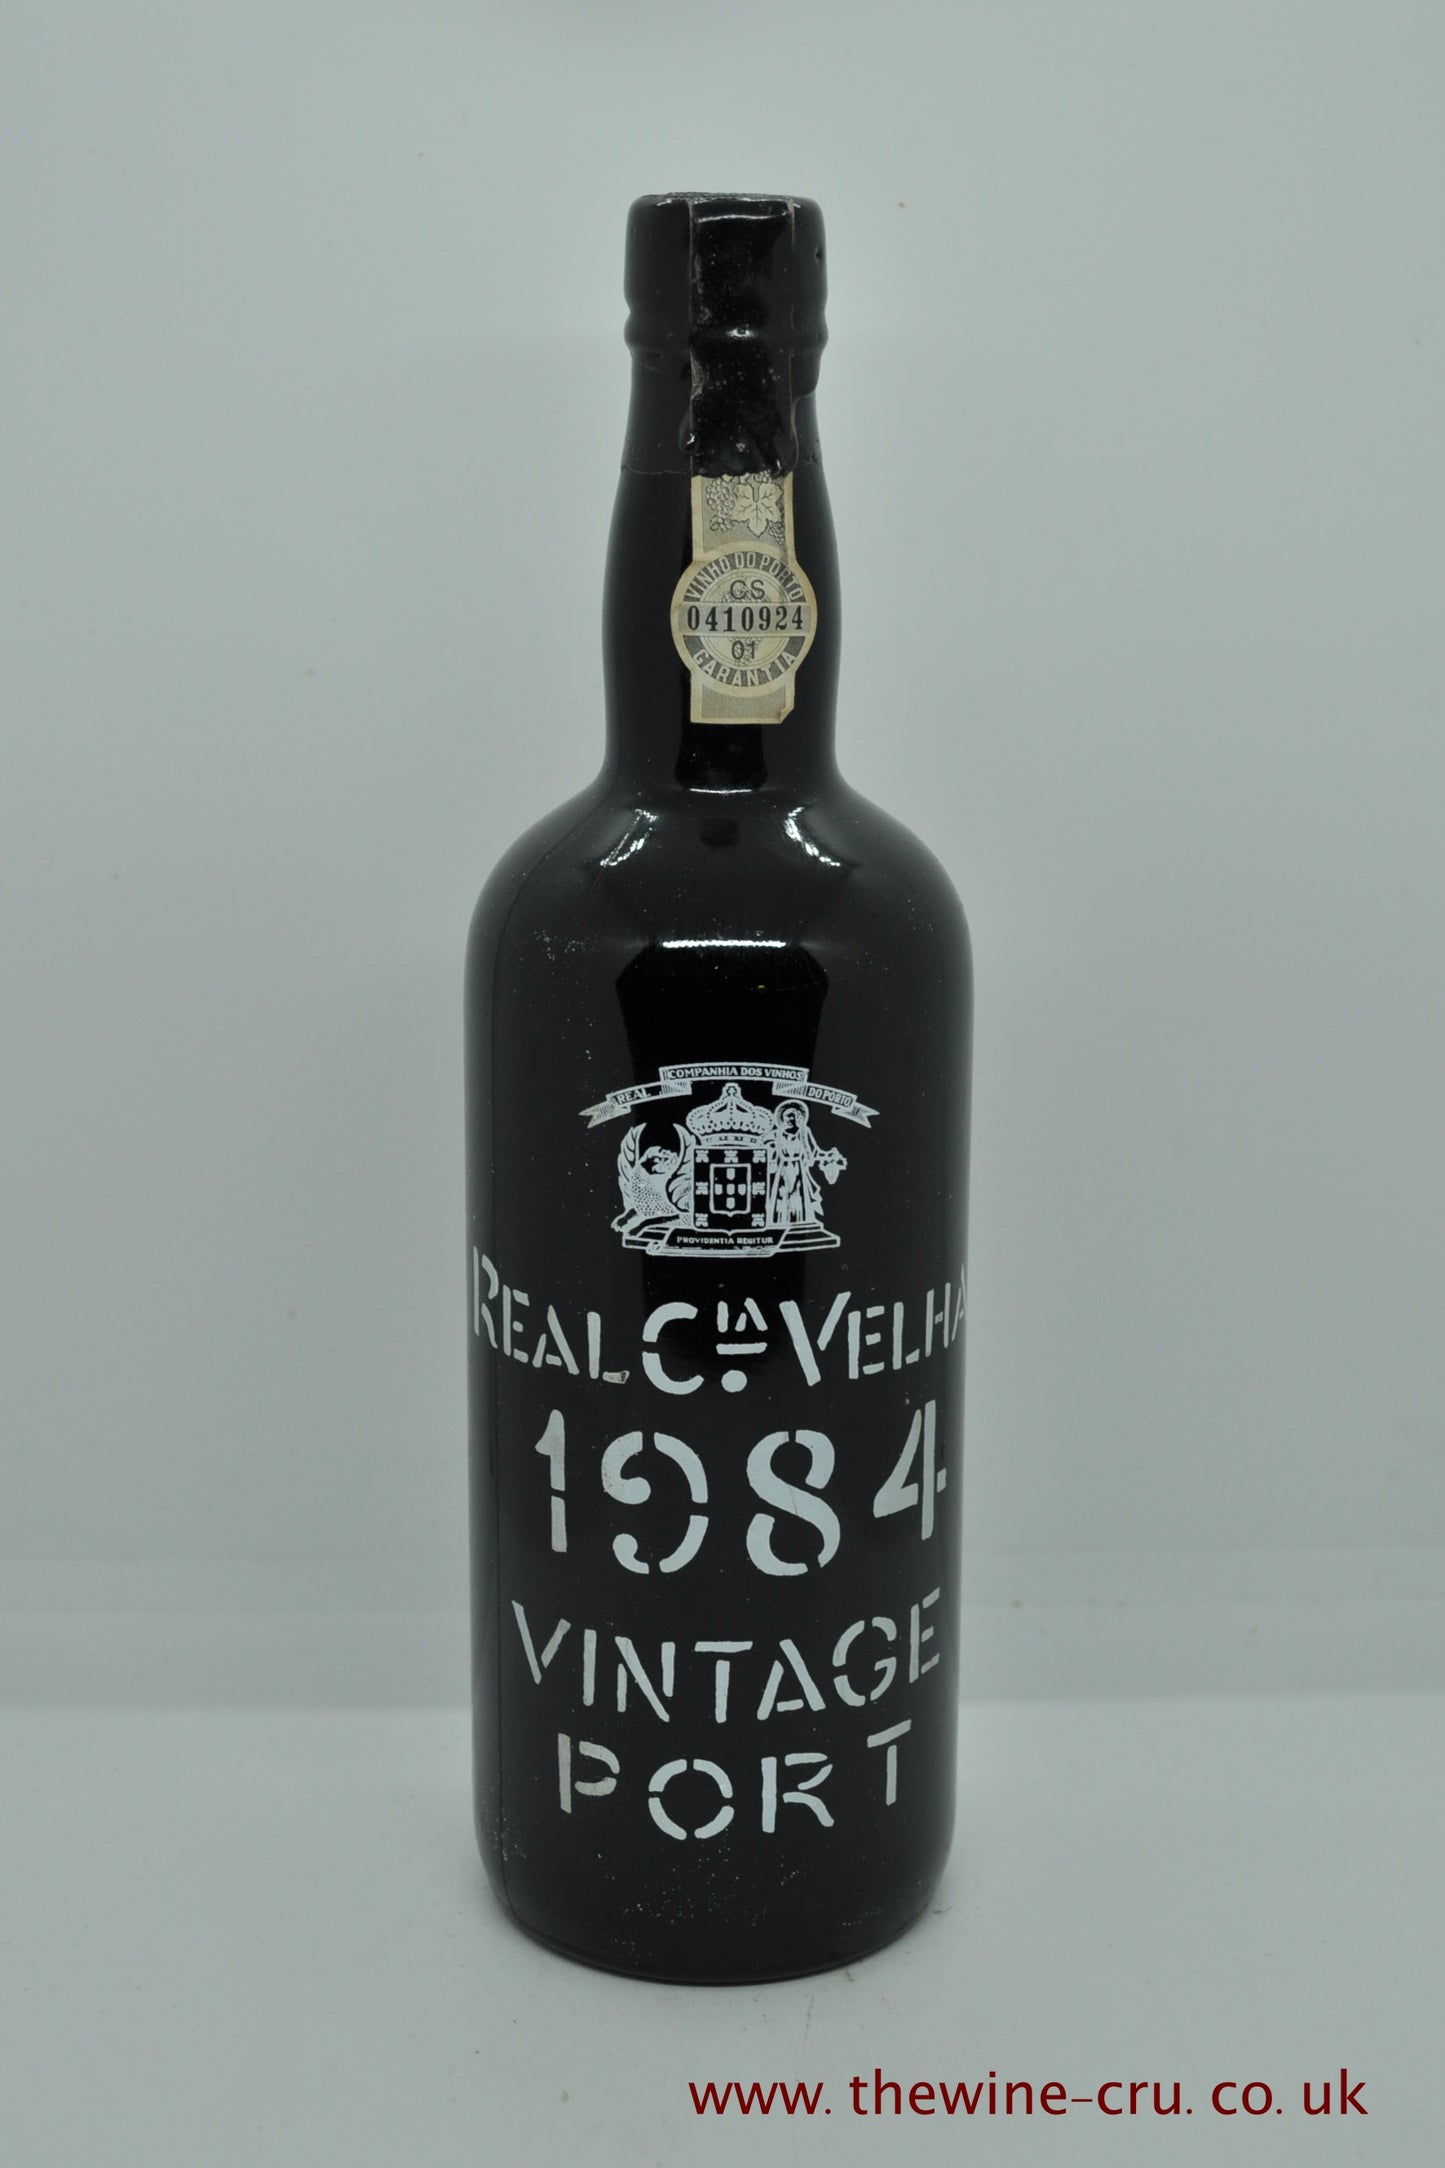 VINHO DO PORTO
CS
0410924
01
GARANTIA
REAL COMPANHIA DOS VINHOS DO PORTO
PROVIDENTIA REGITUR
REAL CIA. VELHA
1984
VINTAGE
PORT
www.thewine-cru.co.uk